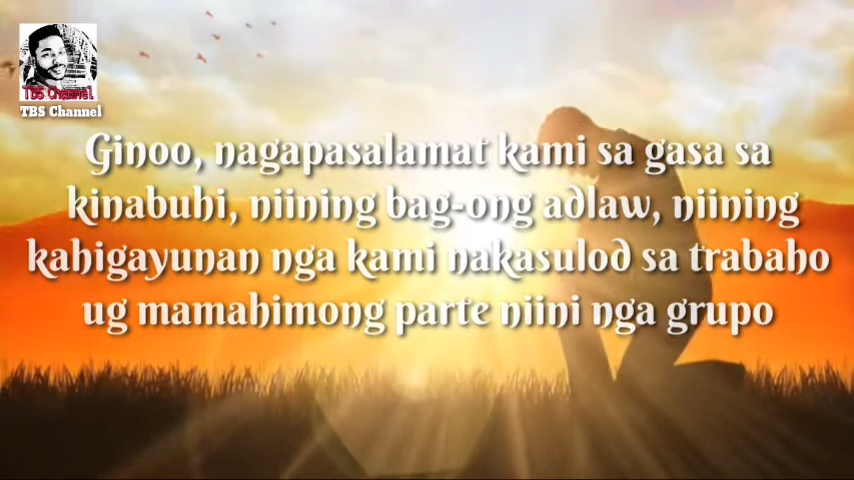 TBS Channel
TBS Channel
Ginoo, nagapasalamat kami sa gasa sa
kinabuhi, niining bag-ong adlaw, niining
kahigayunan nga kami nakasulod sa trabaho
ug mamahimong parte niini nga grupo